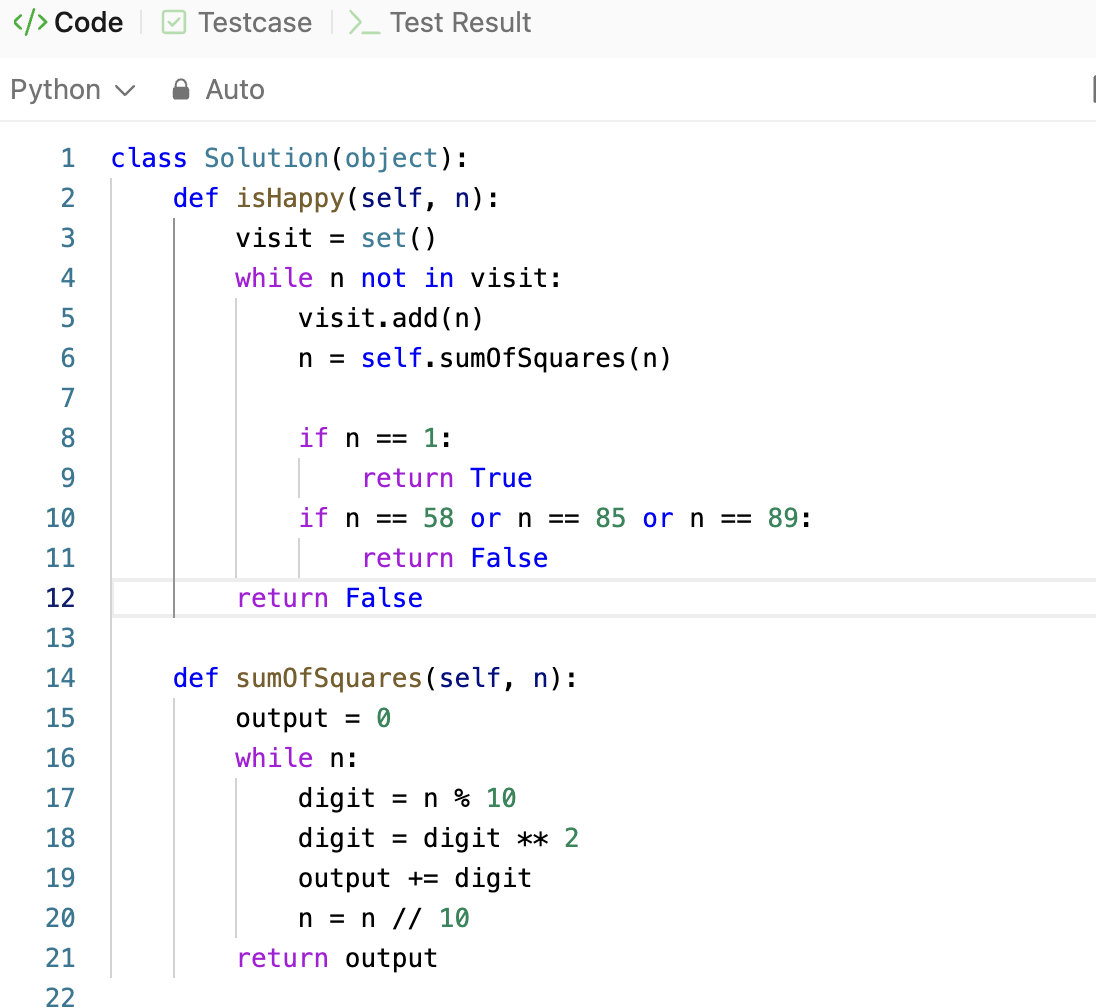 </> Code | Testcase | >_ Test Result
Python Auto
1 class Solution(object):
2     def isHappy(self, n):
3         visit = set()
4         while n not in visit:
5             visit.add(n)
6             n = self.sumOfSquares(n)
7
8             if n == 1:
9                 return True
10             if n == 58 or n == 85 or n == 89:
11                 return False
12         return False
13
14     def sumOfSquares(self, n):
15         output = 0
16         while n:
17             digit = n % 10
18             digit = digit ** 2
19             output += digit
20             n = n // 10
21         return output
22